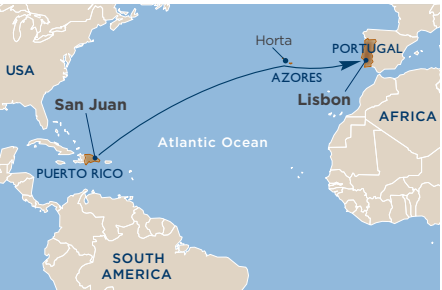 Horta
PORTUGAL
USA
AZORES
San Juan
Lisbon
AFRICA
Atlantic Ocean
PUERTO RICO
SOUTH
AMERICA